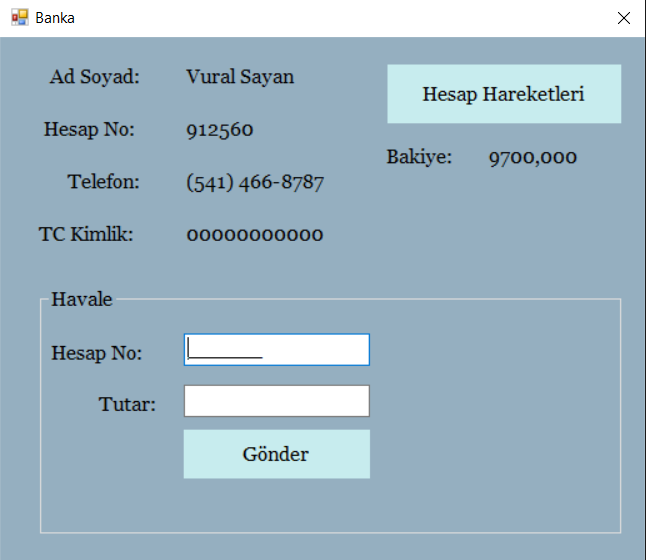 Banka
Ad Soyad: Vural Sayan
Hesap Hareketleri
Hesap No: 912560
Bakiye: 9700,000
Telefon: (541) 466-8787
TC Kimlik: 00000000000
Havale
Hesap No: ______
Tutar:
Gönder